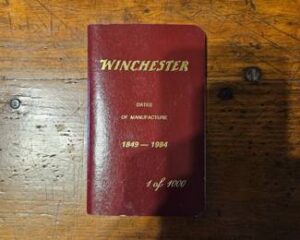 WINCHESTER
DATES
OF MANUFACTURE
1849 — 1984
1 of 1000